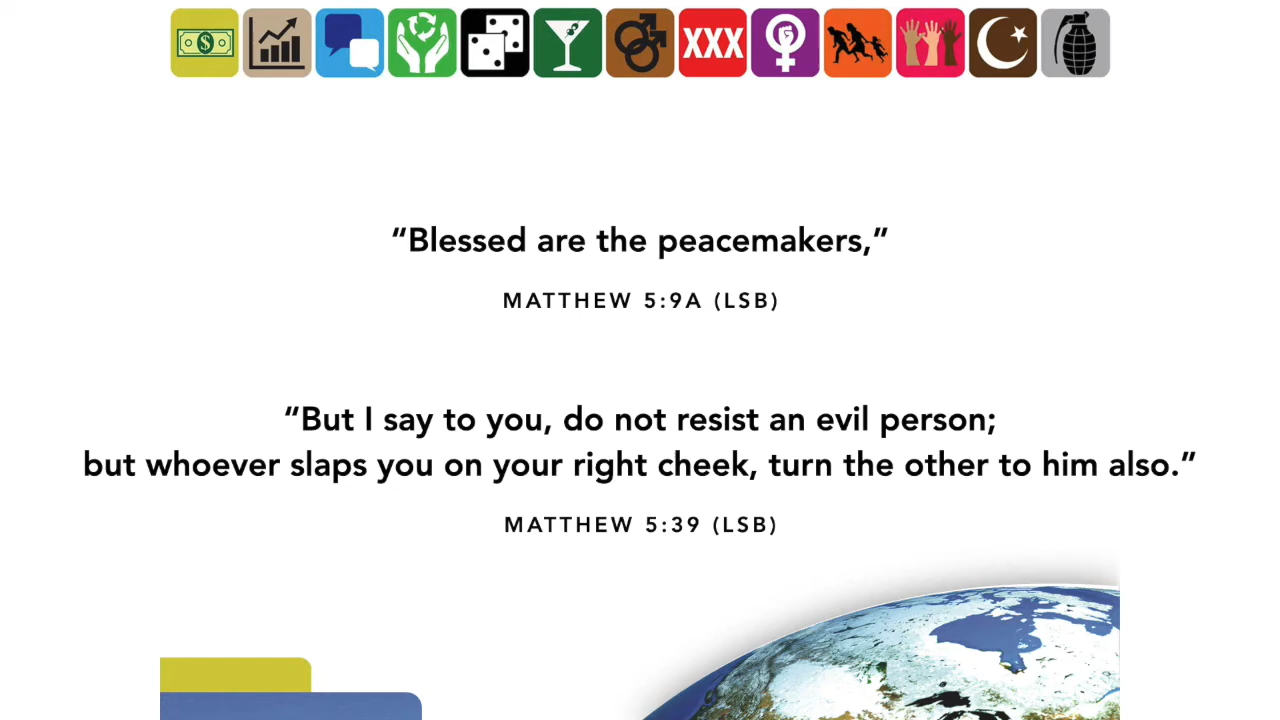 $
XXX
“Blessed are the peacemakers,”
MATTHEW 5:9A (LSB)
“But I say to you, do not resist an evil person;
but whoever slaps you on your right cheek, turn the other to him also.”
MATTHEW 5:39 (LSB)